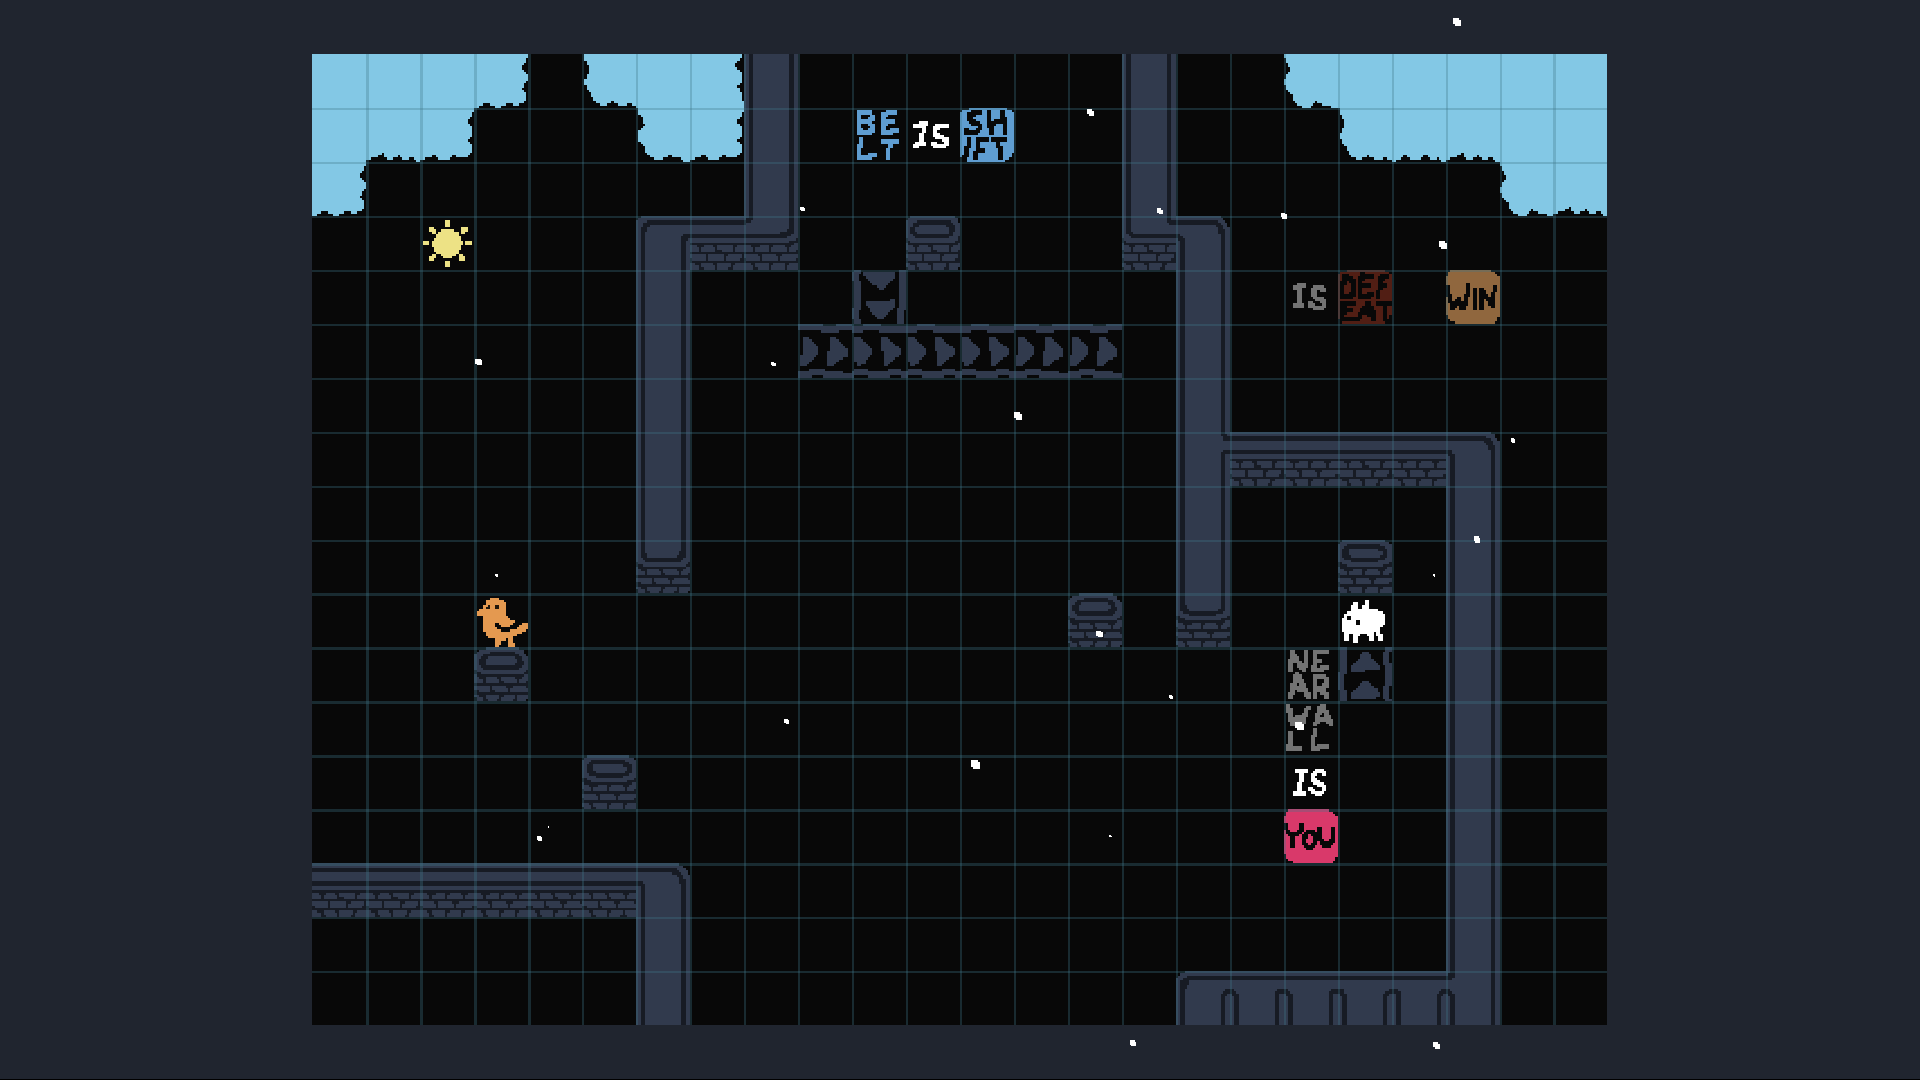 BELT IS SHIFT
IS DEFEAT WIN
NEAR
WALL
IS
YOU